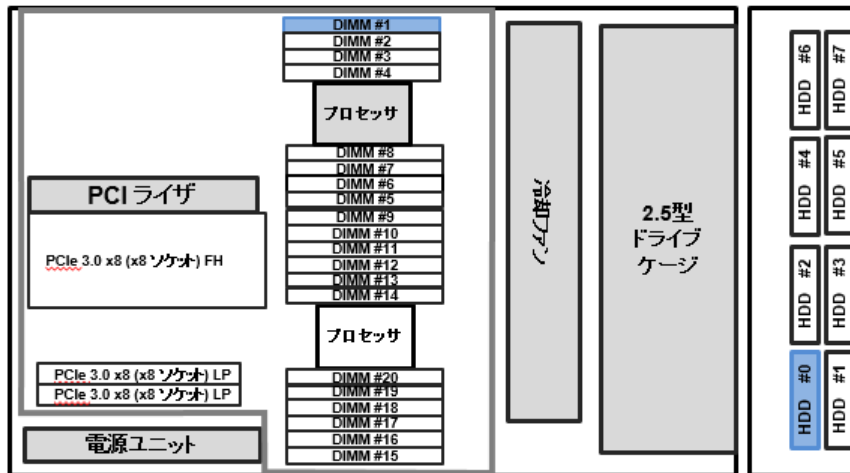 DIMM #1
DIMM #2
DIMM #3
DIMM #4
プロセッサ
DIMM #8
DIMM #7
DIMM #6
DIMM #5
DIMM #9
DIMM #10
DIMM #11
DIMM #12
DIMM #13
DIMM #14
プロセッサ
DIMM #20
DIMM #19
DIMM #18
DIMM #17
DIMM #16
DIMM #15
PCI ライザ
PCIe 3.0 x8 (x8 ソケット) FH
PCIe 3.0 x8 (x8 ソケット) LP
PCIe 3.0 x8 (x8 ソケット) LP
電源ユニット
冷却ファン
2.5型
ドライブ
ケージ
HDD #6
HDD #7
HDD #4
HDD #5
HDD #2
HDD #3
HDD #0
HDD #1